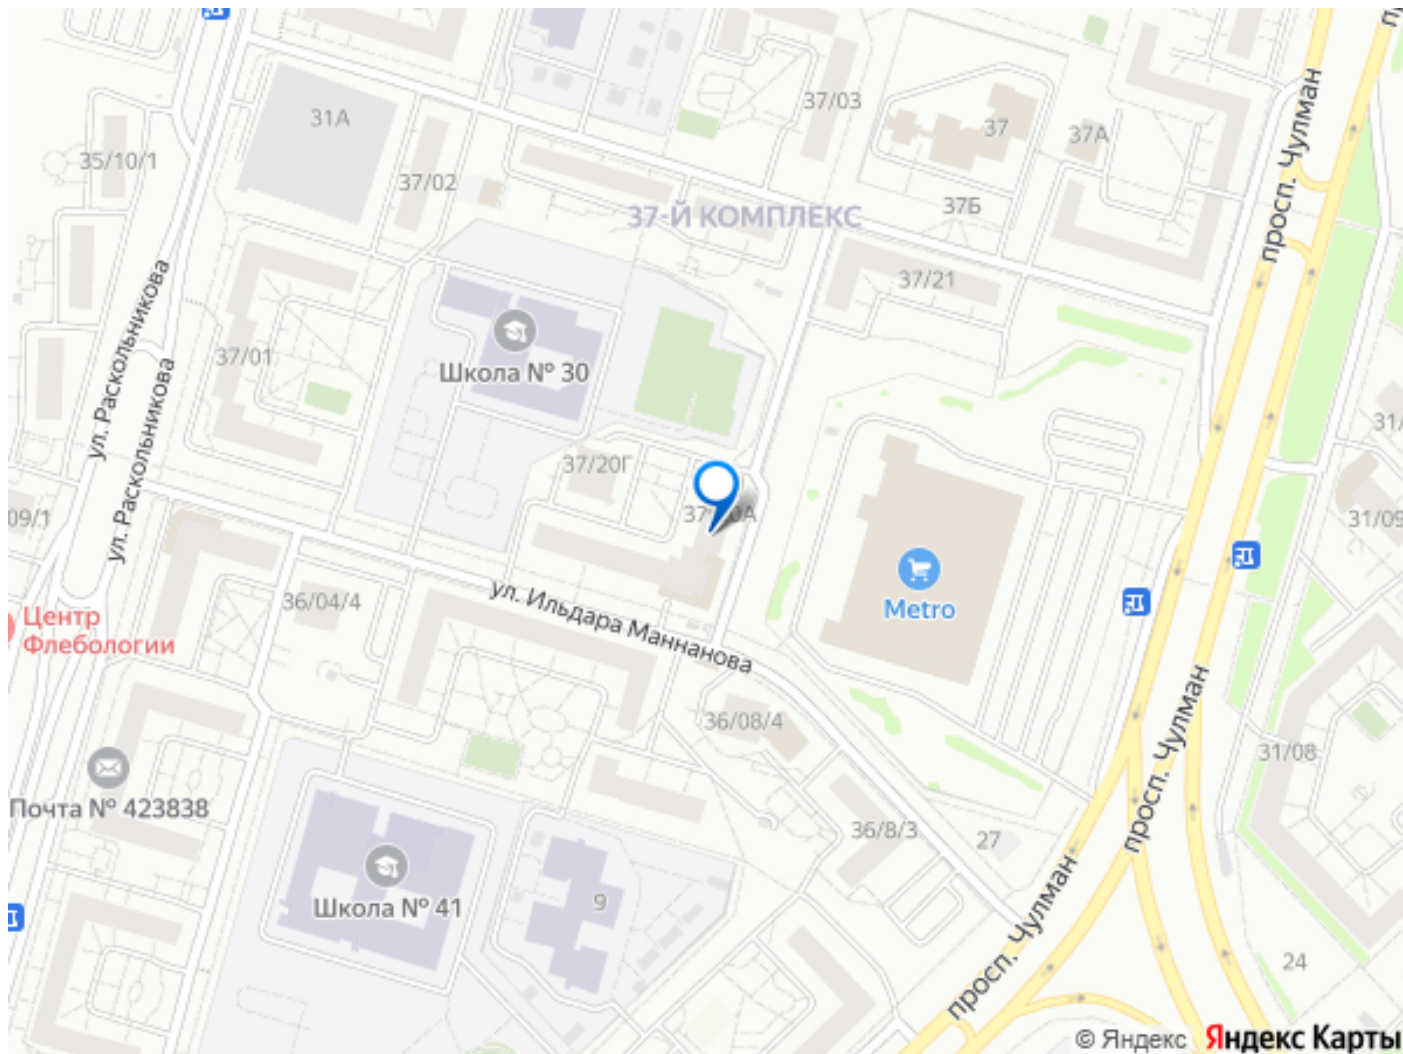 31А
35/10/1
37/02
37/03
37
37А
37Б
37-Й КОМПЛЕКС
просп. Чулман
37/21
ул. Раскольникова
ул. Раскольникова
37/01
Школа № 30
37/20Г
31/09
09/1
Metro
36/04/4
ул. Ильдара Маннанова
Центр
Флебологии
36/08/4
просп. Чулман
31/08
Почта № 423838
36/8/3
27
Школа № 41
9
просп. Чулман
24
© Яндекс Яндекс Карты